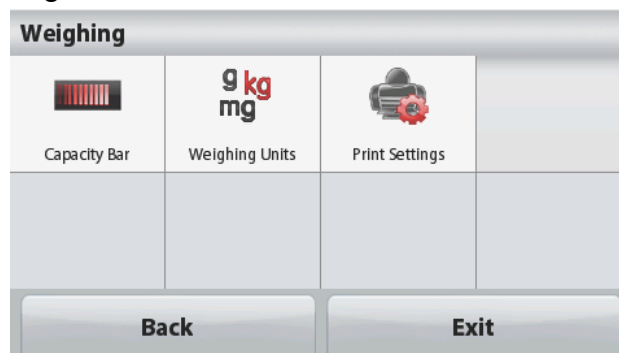 Weighing
g kg
mg
Capacity Bar Weighing Units Print Settings
Back Exit